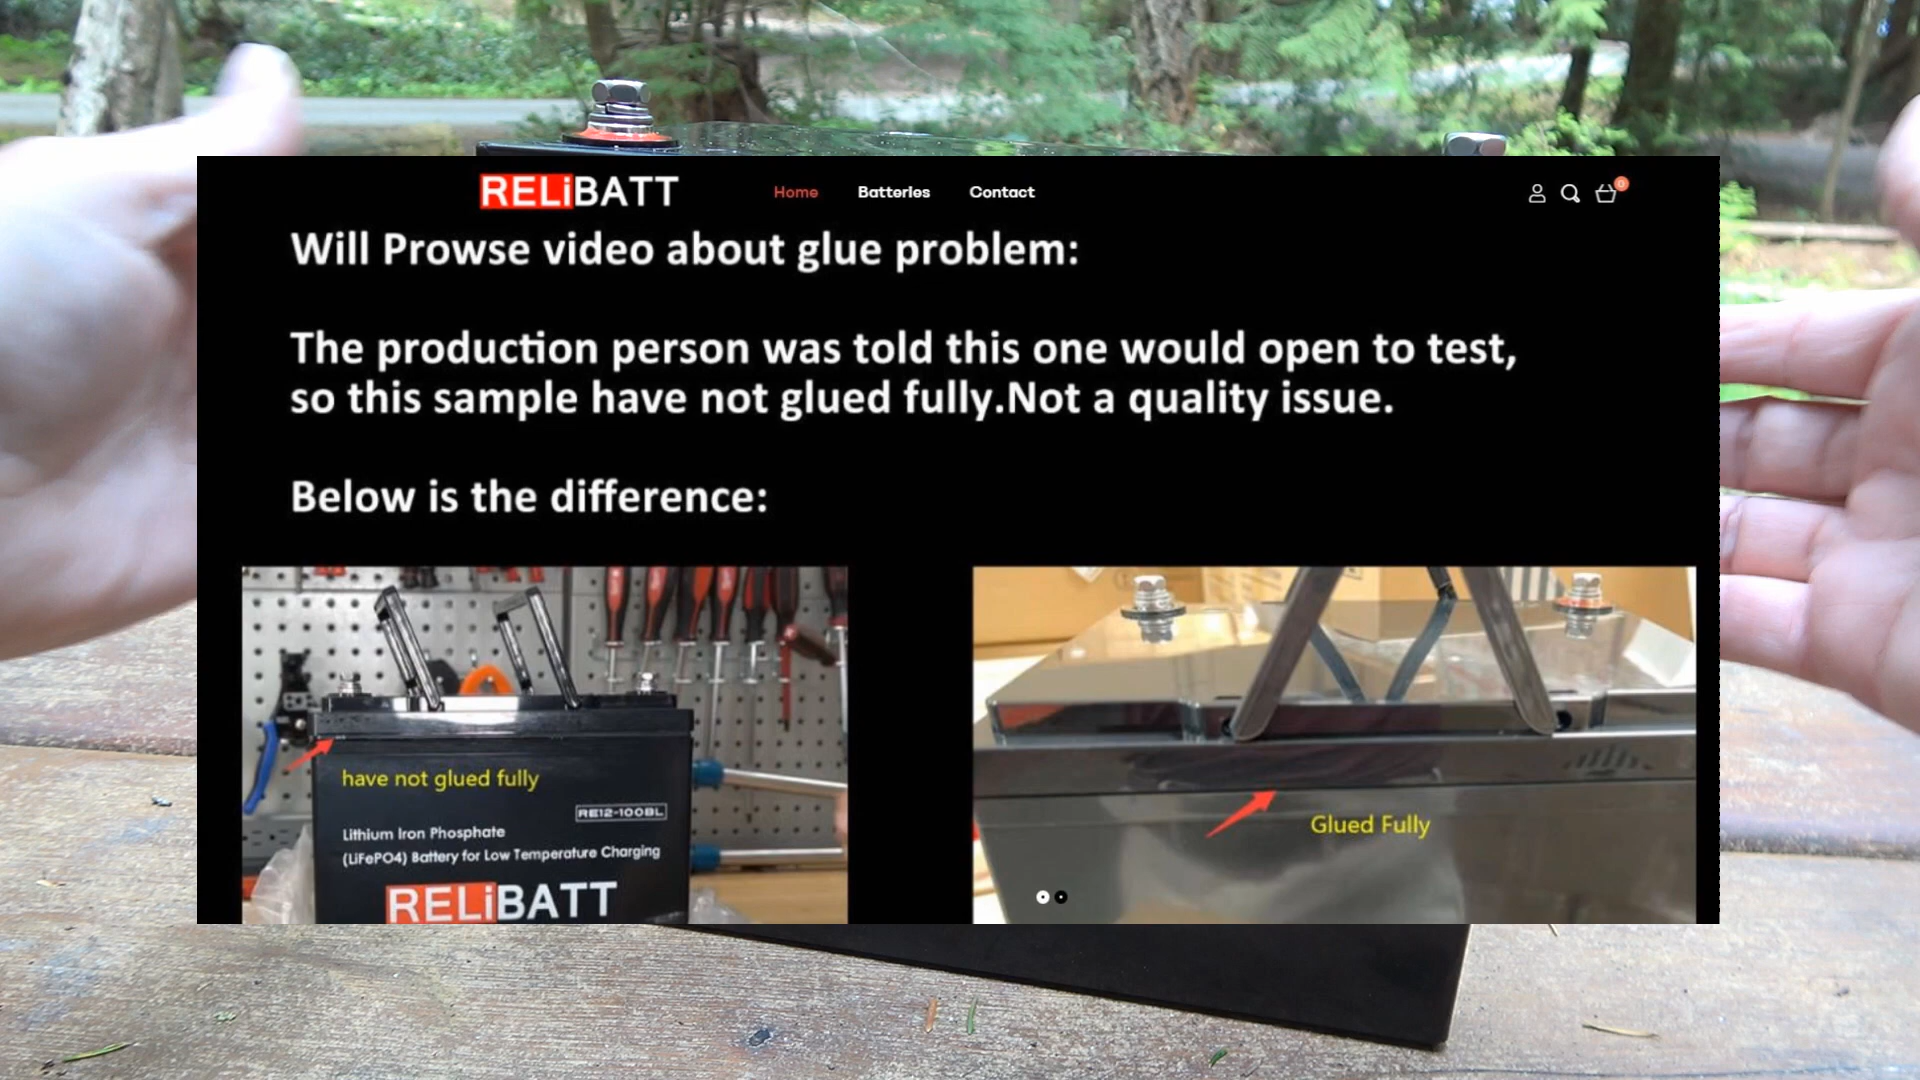 RELiBATT
Home
Batteries
Contact
0
Will Prowse video about glue problem:
The production person was told this one would open to test,
so this sample have not glued fully.Not a quality issue.
Below is the difference:
have not glued fully
RE12-100BL
Lithium Iron Phosphate
(LiFePO4) Battery for Low Temperature Charging
RELiBATT
Glued Fully